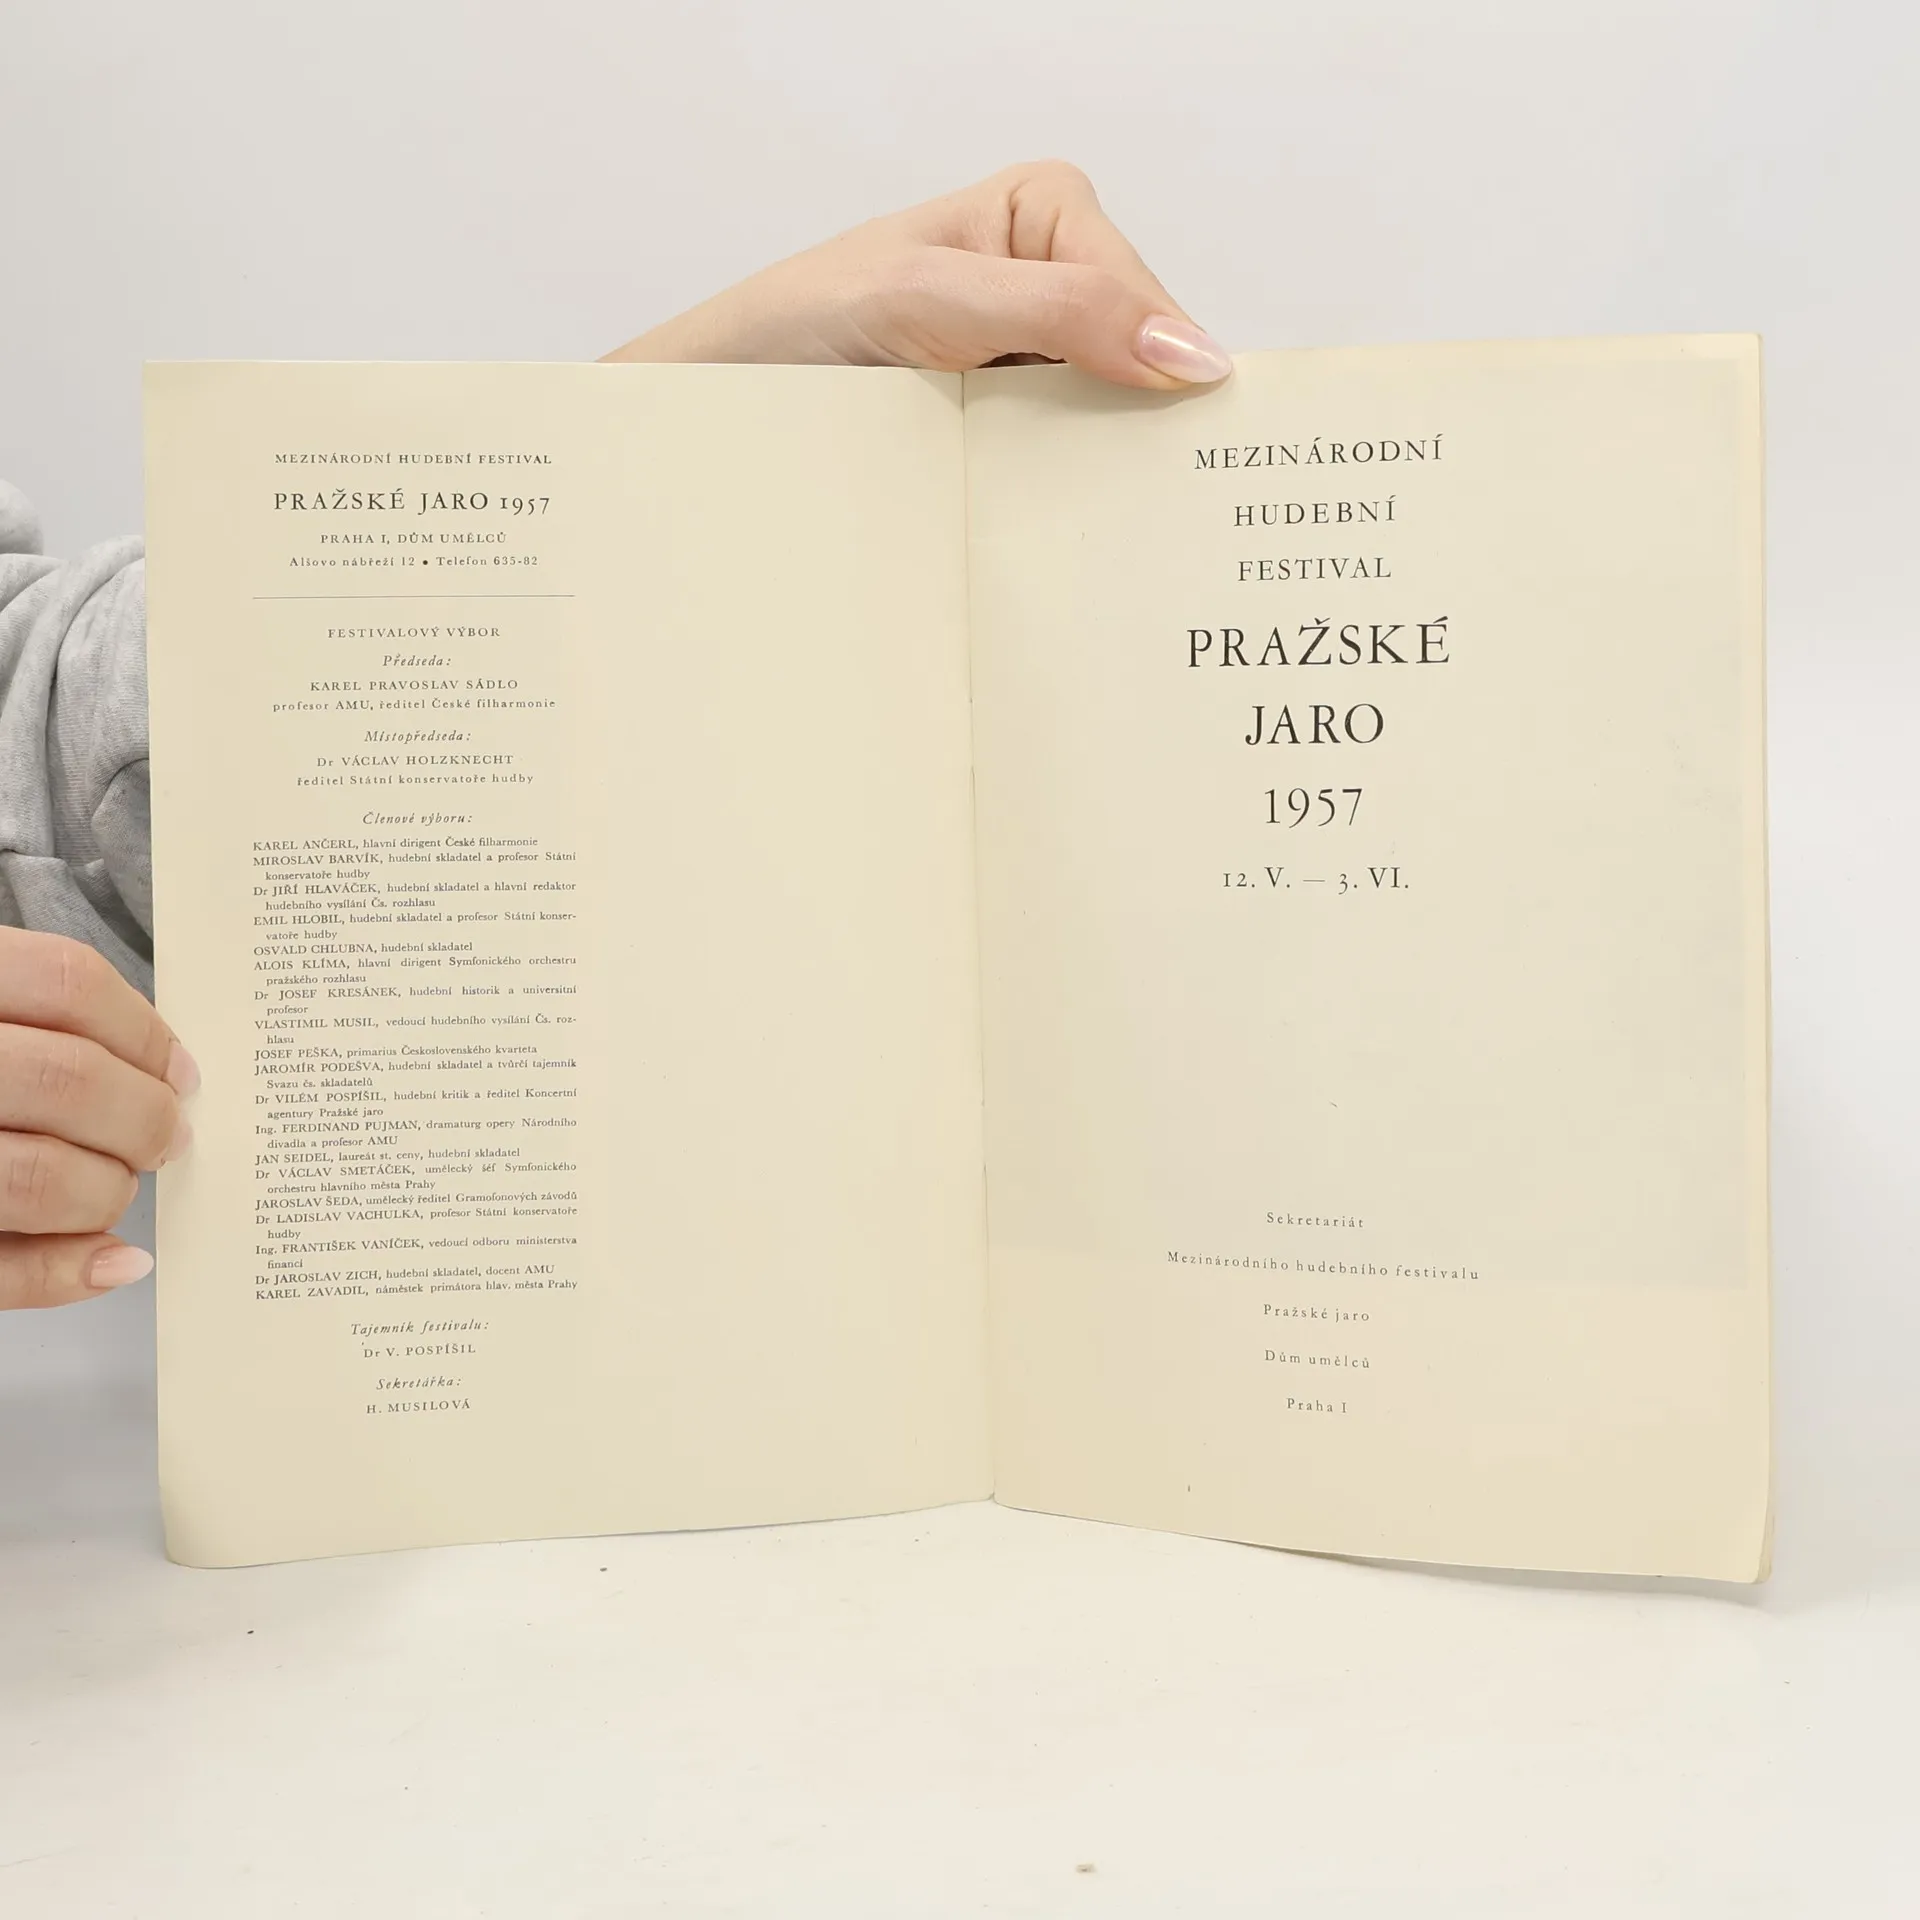 MEZINÁRODNÍ HUDEBNÍ FESTIVAL
PRAŽSKÉ JARO 1957
PRAHA I, DŮM UMĚLCŮ
Alšovo nábřeží 12 • Telefon 635-82
FESTIVALOVÝ VÝBOR
Předseda:
KAREL PRAVOSLAV SÁDLO
profesor AMU, ředitel České filharmonie
Místopředseda:
Dr VÁCLAV HOLZKNECHT
ředitel Státní konservatoře hudby
Členové výboru:
KAREL ANČERL, hlavní dirigent České filharmonie
MIROSLAV BARVÍK, hudební skladatel a profesor Státní
konservatoře hudby
Dr JIŘÍ HLAVÁČEK, hudební skladatel a hlavní redaktor
hudebního vysílání Čs. rozhlasu
EMIL HLOBIL, hudební skladatel a profesor Státní konser-
vatoře hudby
OSVALD CHLUBNA, hudební skladatel
ALOIS KLÍMA, hlavní dirigent Symfonického orchestru
pražského rozhlasu
Dr JOSEF KRESÁNEK, hudební historik a universitní
profesor
VLASTIMIL MUSIL, vedoucí hudebního vysílání Čs. roz-
hlasu
JOSEF PEŠKA, primarius Československého kvarteta
JAROMÍR PODEŠVA, hudební skladatel a tvůrčí tajemník
Svazu čs. skladatelů
Dr VILÉM POSPÍŠIL, hudební kritik a ředitel Koncertní
agentury Pražské jaro
Ing. FERDINAND PUJMAN, dramaturg opery Národního
divadla a profesor AMU
JAN SEIDEL, laureát st. ceny, hudební skladatel
Dr VÁCLAV SMETÁČEK, umělecký šéf Symfonického
orchestru hlavního města Prahy
JAROSLAV ŠEDA, umělecký ředitel Gramofonových závodů
Dr LADISLAV VACHULKA, profesor Státní konservatoře
hudby
Ing. FRANTIŠEK VANÍČEK, vedoucí odboru ministerstva
financí
Dr JAROSLAV ZICH, hudební skladatel, docent AMU
KAREL ZAVADIL, náměstek primátora hlav. města Prahy
Tajemník festivalu:
Dr V. POSPÍŠIL
Sekretářka:
H. MUSILOVÁ
MEZINÁRODNÍ
HUDEBNÍ
FESTIVAL
PRAŽSKÉ
JARO
1957
12. V. — 3. VI.
Sekretariát
Mezinárodního hudebního festivalu
Pražské jaro
Dům umělců
Praha I